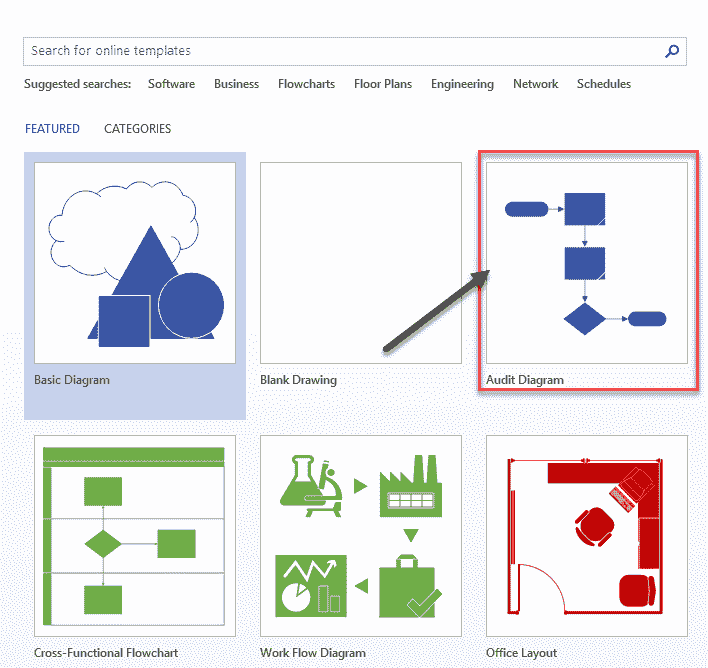 Search for online templates
Suggested searches: Software Business Flowcharts Floor Plans Engineering Network Schedules
FEATURED CATEGORIES
Basic Diagram Blank Drawing Audit Diagram
Cross-Functional Flowchart Work Flow Diagram Office Layout